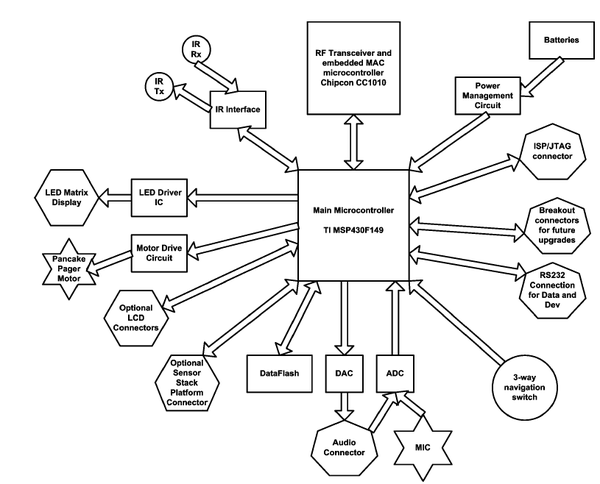 IR
Rx
IR
Tx
IR Interface
RF Transceiver and
embedded MAC
microcontroller
Chipcon CC1010
Batteries
Power
Management
Circuit
ISP/JTAG
connector
LED Matrix
Display
LED Driver
IC
Main Microcontroller
TI MSP430F149
Breakout
connectors
for future
upgrades
Pancake
Pager
Motor
Motor Drive
Circuit
RS232
Connection
for Data and
Dev
Optional
LCD
Connectors
Optional
Sensor
Stack
Platform
Connector
DataFlash
DAC
ADC
3-way
navigation
switch
Audio
Connector
MIC